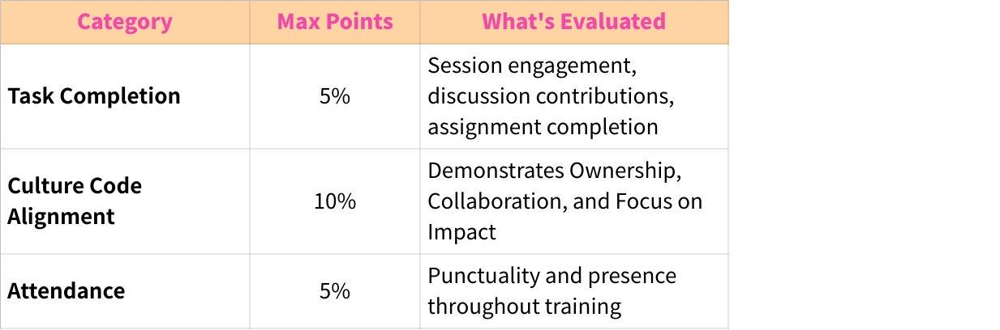 Category Max Points What's Evaluated
Task Completion 5% Session engagement,
discussion contributions,
assignment completion
Culture Code
Alignment 10% Demonstrates Ownership,
Collaboration, and Focus on
Impact
Attendance 5% Punctuality and presence
throughout training